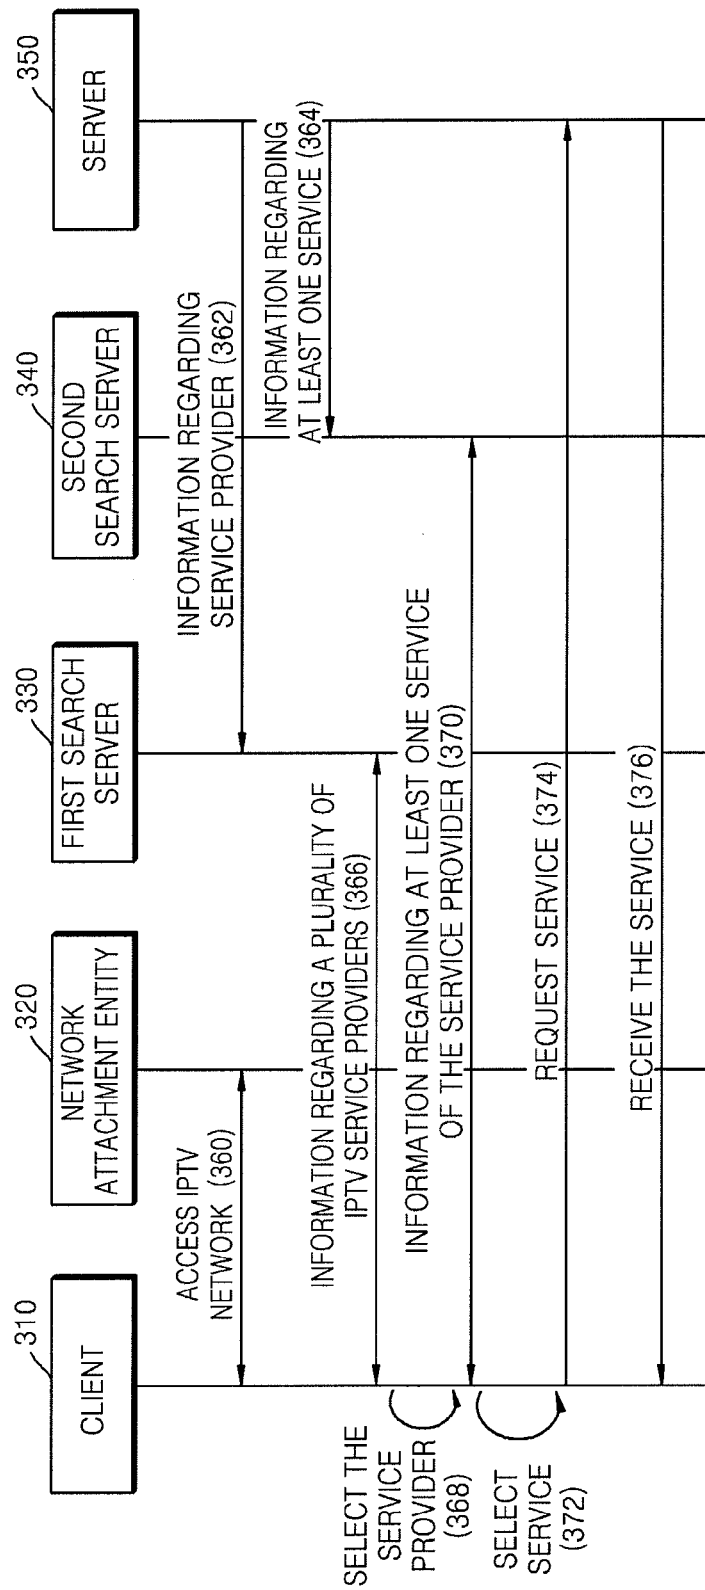 310
CLIENT
320
NETWORK
ATTACHMENT ENTITY
330
FIRST SEARCH
SERVER
340
SECOND
SEARCH SERVER
350
SERVER
ACCESS IPTV
NETWORK (360)
INFORMATION REGARDING
SERVICE PROVIDER (362)
INFORMATION REGARDING
AT LEAST ONE SERVICE (364)
INFORMATION REGARDING A PLURALITY OF
IPTV SERVICE PROVIDERS (366)
SELECT THE
SERVICE
PROVIDER
(368)
INFORMATION REGARDING AT LEAST ONE SERVICE
OF THE SERVICE PROVIDER (370)
SELECT
SERVICE
(372)
REQUEST SERVICE (374)
RECEIVE THE SERVICE (376)